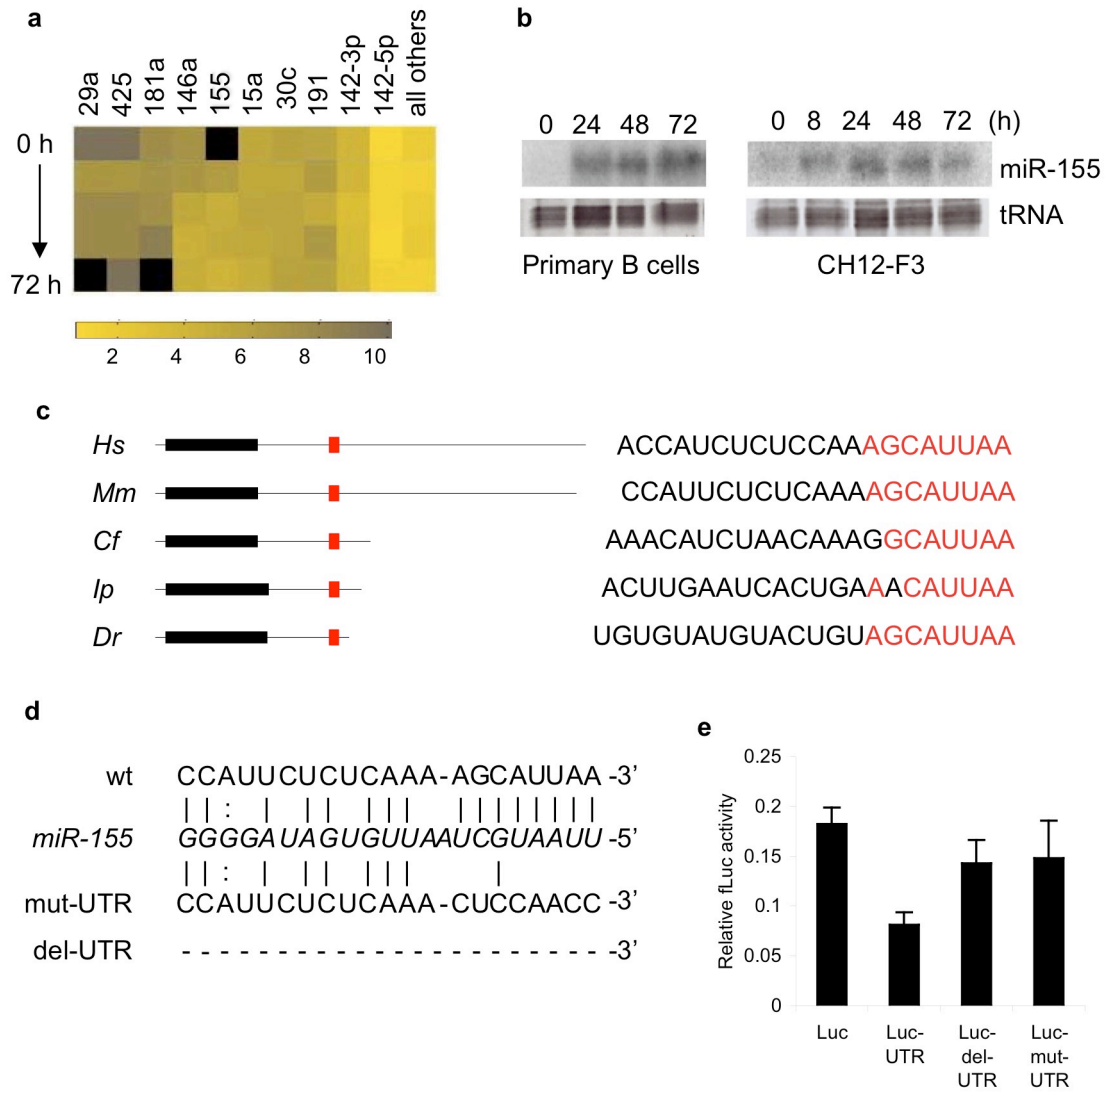 a
29a 425 181a 146a 155 15a 30c 191 142-3p 142-5p all others
0 h
72 h
2 4 6 8 10
b
0 24 48 72
0 8 24 48 72 (h)
miR-155
tRNA
Primary B cells
CH12-F3
c
Hs ACCAUCUCUCCAAAGCAUUAA
Mm CCAUUCUCUCAAAAGCAUUAA
Cf AAACAUCUAACAAAGGCAUUAA
Ip ACUUGAAUCACUGAAACAUUAA
Dr UGUGUAUGUACUGUAGCAUUAA
d
wt CCAUUCUCUCAAA-AGCAUUAA -3’
miR-155 GGGGAUAGUGUUAAUCGUAAUU -5’
mut-UTR CCAUUCUCUCAAA-CUCCAACC -3’
del-UTR - - - - - - - - - - - - - - - - - - - - - - -3’
e
Relative fLuc activity
0.25
0.2
0.15
0.1
0.05
0
Luc
Luc-
UTR
Luc-
del-
UTR
Luc-
mut-
UTR